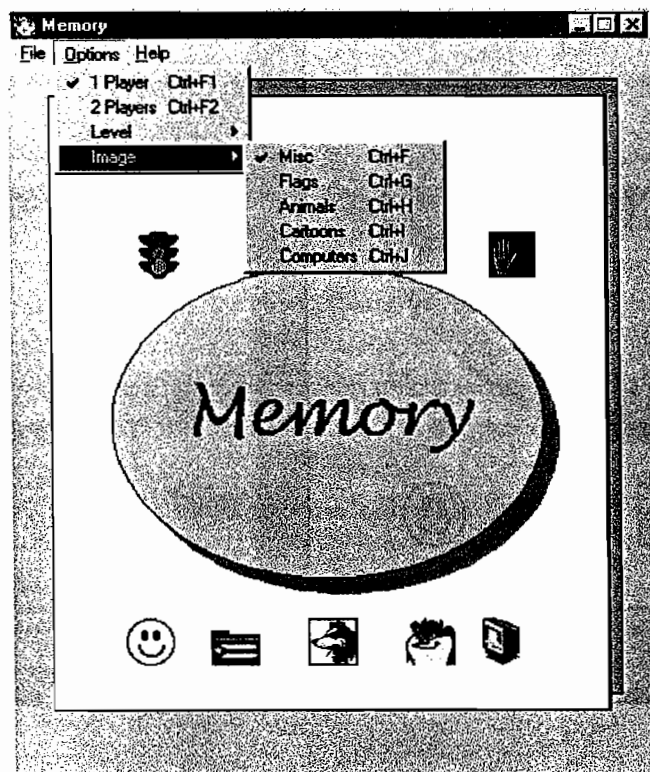 Memory
File Options Help
✔ 1 Player Ctrl+F1
2 Players Ctrl+F2
Level
Image
✔ Misc Ctrl+F
Flags Ctrl+G
Animals Ctrl+H
Cartoons Ctrl+I
Computers Ctrl+J
Memory